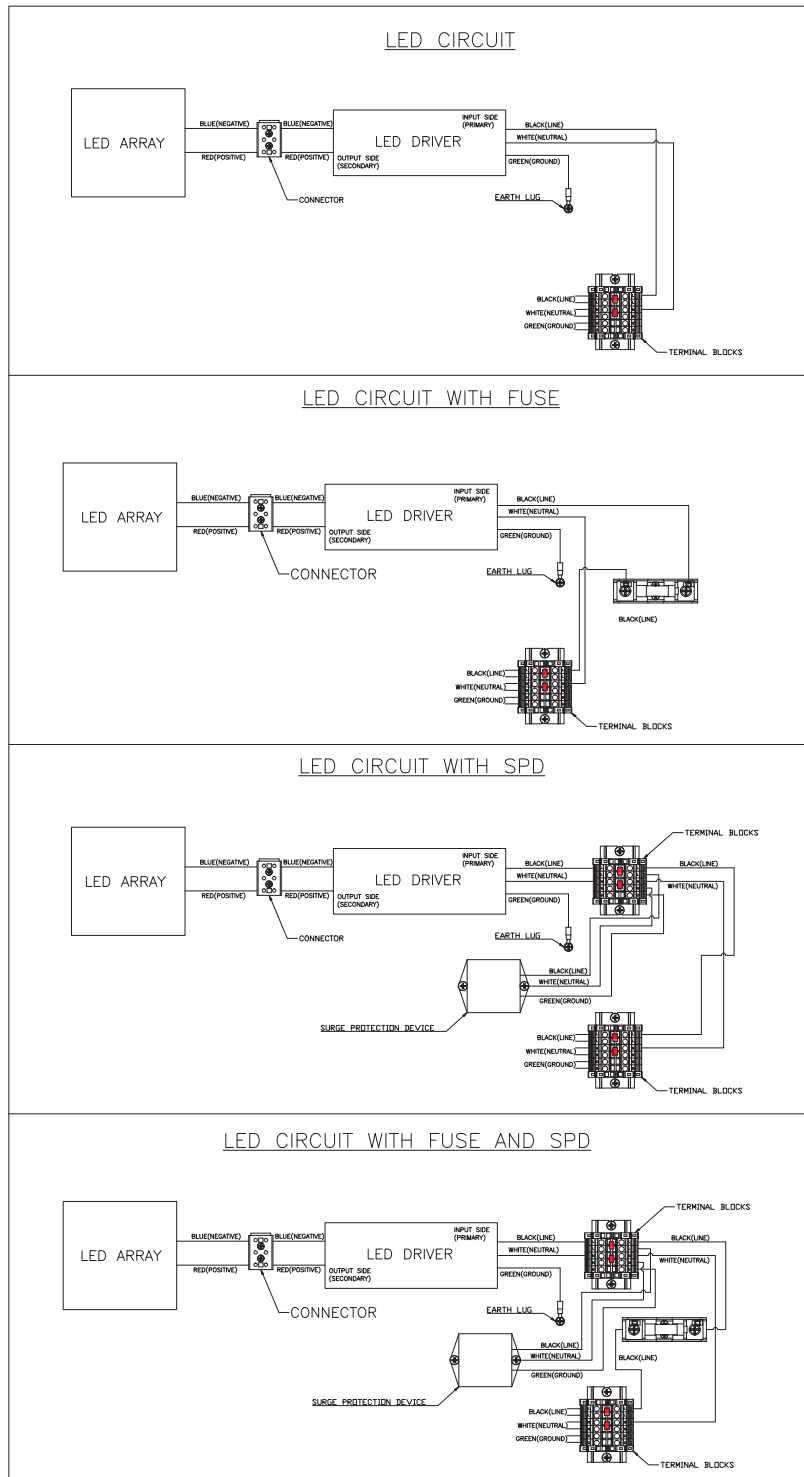 LED CIRCUIT
LED ARRAY
BLUE(NEGATIVE)
RED(POSITIVE)
CONNECTOR
BLUE(NEGATIVE)
RED(POSITIVE)
INPUT SIDE
(PRIMARY)
LED DRIVER
OUTPUT SIDE
(SECONDARY)
BLACK(LINE)
WHITE(NEUTRAL)
GREEN(GROUND)
EARTH LUG
BLACK(LINE)
WHITE(NEUTRAL)
GREEN(GROUND)
TERMINAL BLOCKS
LED CIRCUIT WITH FUSE
LED ARRAY
BLUE(NEGATIVE)
RED(POSITIVE)
CONNECTOR
BLUE(NEGATIVE)
RED(POSITIVE)
INPUT SIDE
(PRIMARY)
LED DRIVER
OUTPUT SIDE
(SECONDARY)
BLACK(LINE)
WHITE(NEUTRAL)
GREEN(GROUND)
EARTH LUG
BLACK(LINE)
BLACK(LINE)
WHITE(NEUTRAL)
GREEN(GROUND)
TERMINAL BLOCKS
LED CIRCUIT WITH SPD
LED ARRAY
BLUE(NEGATIVE)
RED(POSITIVE)
CONNECTOR
BLUE(NEGATIVE)
RED(POSITIVE)
INPUT SIDE
(PRIMARY)
LED DRIVER
OUTPUT SIDE
(SECONDARY)
BLACK(LINE)
WHITE(NEUTRAL)
GREEN(GROUND)
EARTH LUG
TERMINAL BLOCKS
BLACK(LINE)
WHITE(NEUTRAL)
BLACK(LINE)
WHITE(NEUTRAL)
GREEN(GROUND)
SURGE PROTECTION DEVICE
BLACK(LINE)
WHITE(NEUTRAL)
GREEN(GROUND)
TERMINAL BLOCKS
LED CIRCUIT WITH FUSE AND SPD
LED ARRAY
BLUE(NEGATIVE)
RED(POSITIVE)
CONNECTOR
BLUE(NEGATIVE)
RED(POSITIVE)
INPUT SIDE
(PRIMARY)
LED DRIVER
OUTPUT SIDE
(SECONDARY)
BLACK(LINE)
WHITE(NEUTRAL)
GREEN(GROUND)
EARTH LUG
TERMINAL BLOCKS
BLACK(LINE)
WHITE(NEUTRAL)
BLACK(LINE)
WHITE(NEUTRAL)
GREEN(GROUND)
SURGE PROTECTION DEVICE
BLACK(LINE)
BLACK(LINE)
WHITE(NEUTRAL)
GREEN(GROUND)
TERMINAL BLOCKS